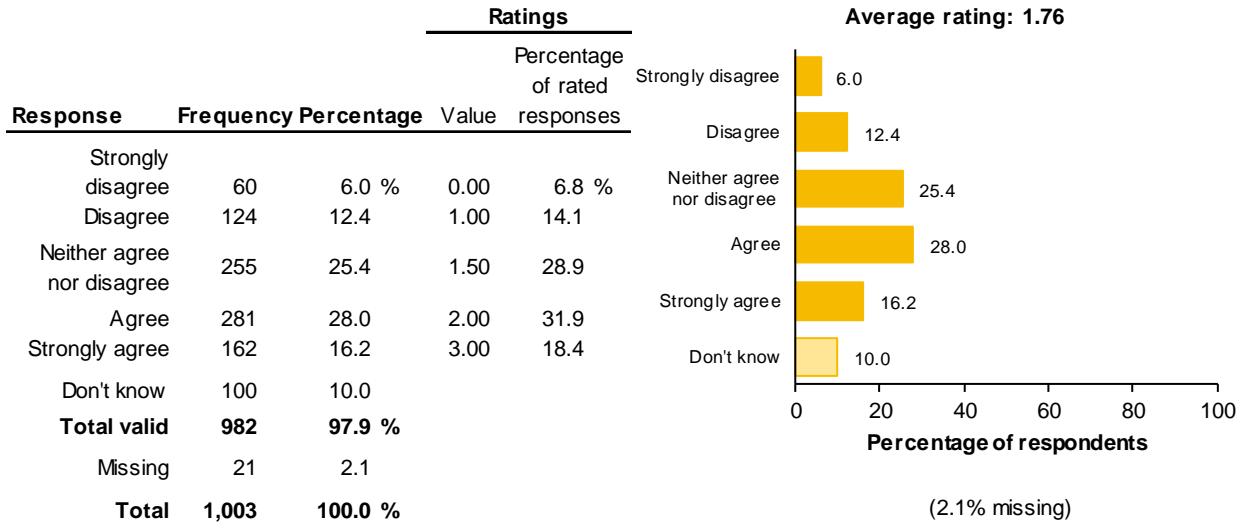 Ratings
Response Frequency Percentage Value Percentage of rated responses
Strongly disagree 60 6.0 % 0.00 6.8 %
Disagree 124 12.4 1.00 14.1
Neither agree nor disagree 255 25.4 1.50 28.9
Agree 281 28.0 2.00 31.9
Strongly agree 162 16.2 3.00 18.4
Don't know 100 10.0
Total valid 982 97.9 %
Missing 21 2.1
Total 1,003 100.0 %
Average rating: 1.76
Strongly disagree 6.0
Disagree 12.4
Neither agree
nor disagree 25.4
Agree 28.0
Strongly agree 16.2
Don't know 10.0
0 20 40 60 80 100
Percentage of respondents
(2.1% missing)